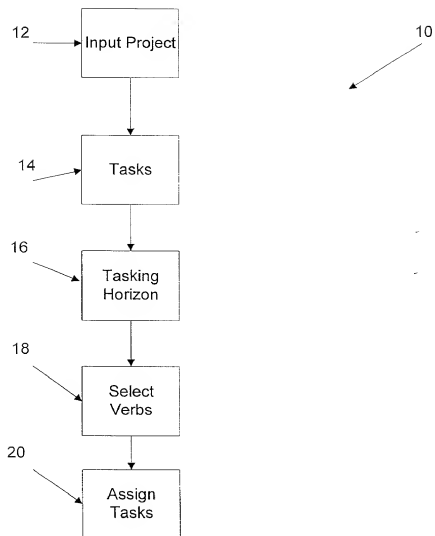 12
Input Project
10
14
Tasks
16
Tasking
Horizon
18
Select
Verbs
20
Assign
Tasks